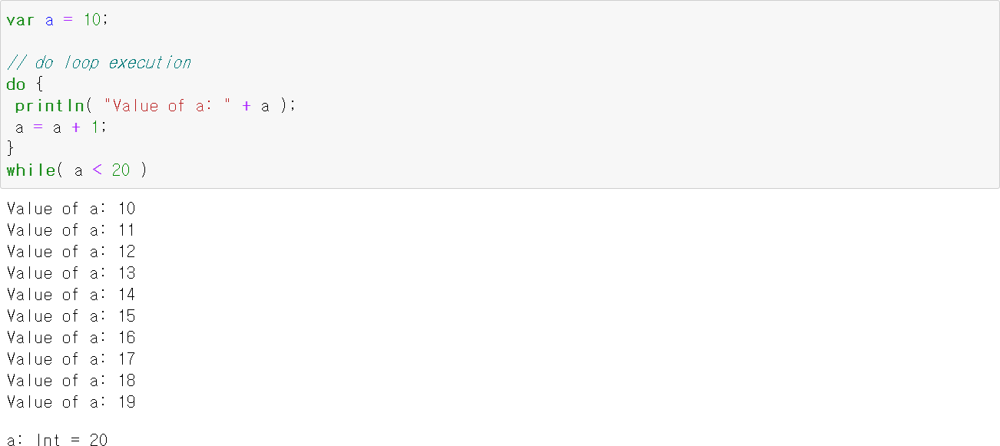 var a = 10;
// do loop execution
do {
println( "Value of a: " + a );
a = a + 1;
}
while( a < 20 )
Value of a: 10
Value of a: 11
Value of a: 12
Value of a: 13
Value of a: 14
Value of a: 15
Value of a: 16
Value of a: 17
Value of a: 18
Value of a: 19
a: Int = 20